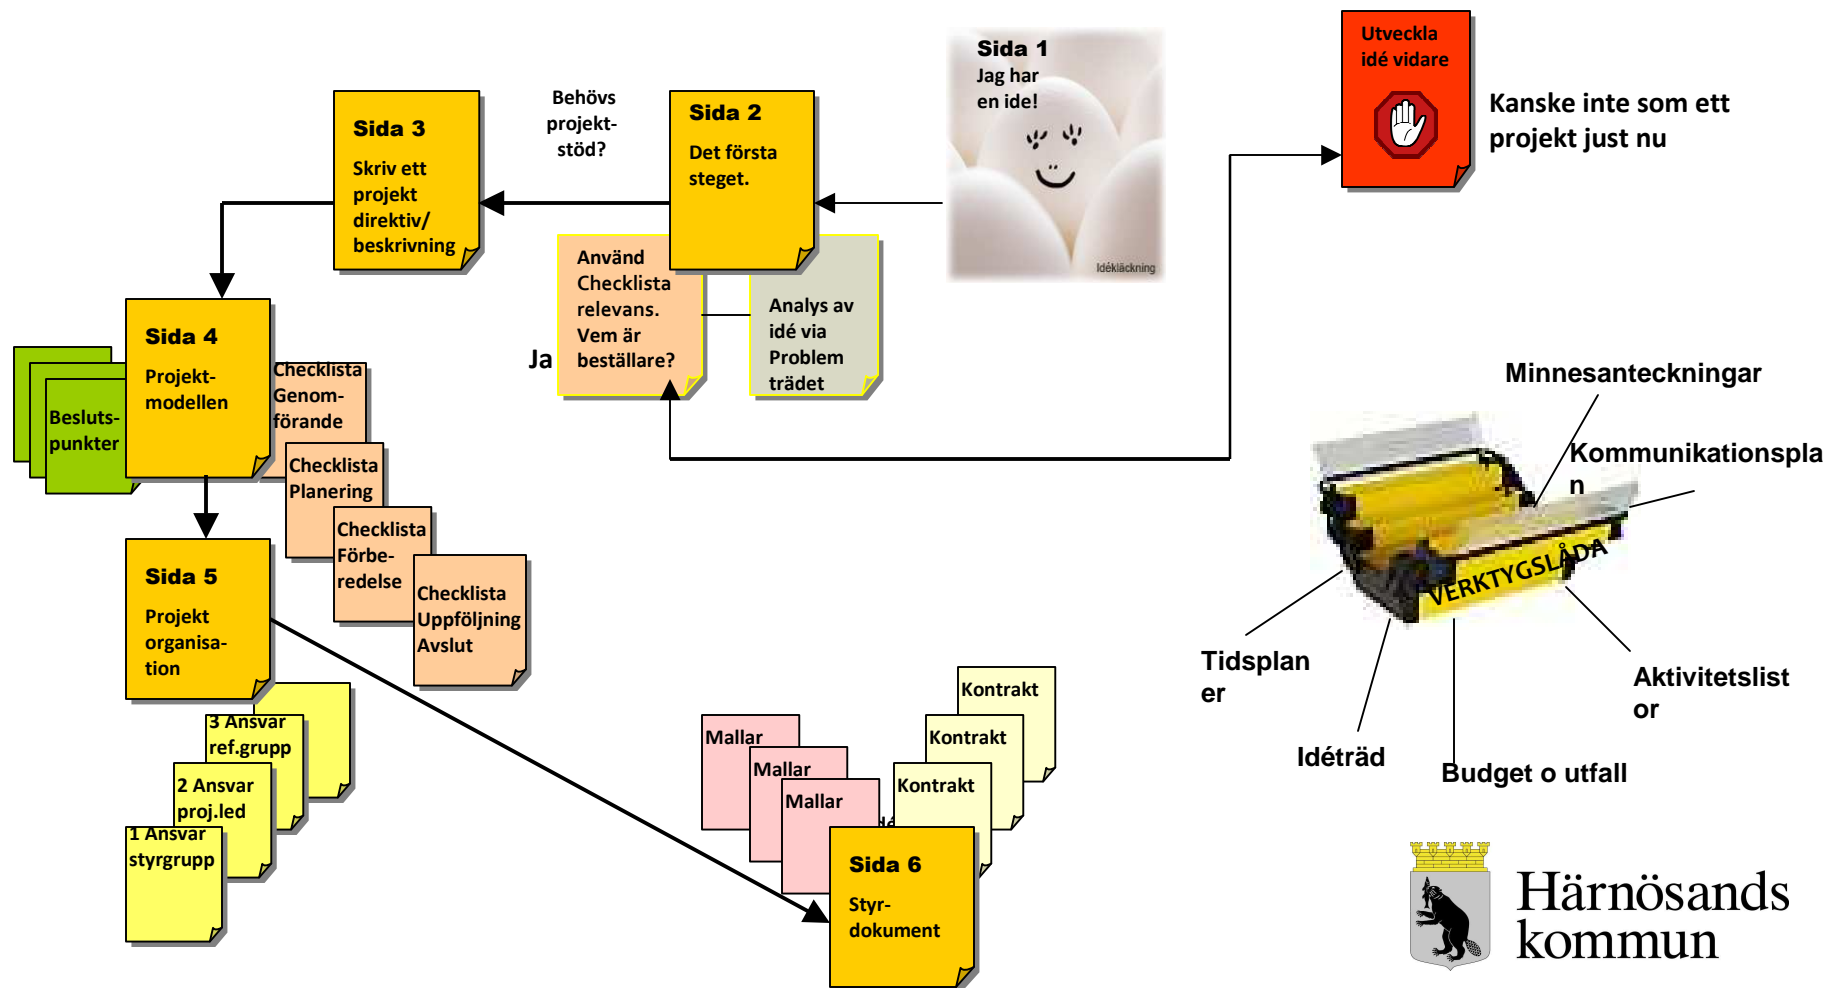 Sida 1
Jag har
en ide!
Idékläckning
Utveckla
idé vidare
Kanske inte som ett
projekt just nu
Sida 2
Det första
steget.
Behövs
projekt-
stöd?
Sida 3
Skriv ett
projekt
direktiv/
beskrivning
Använd
Checklista
relevans.
Vem är
beställare?
Ja
Analys av
idé via
Problem
trädet
Sida 4
Projekt-
modellen
Besluts-
punkter
Checklista
Genom-
förande
Checklista
Planering
Checklista
Förbe-
redelse
Checklista
Uppföljning
Avslut
Sida 5
Projekt
organisa-
tion
3 Ansvar
ref.grupp
2 Ansvar
proj.led
1 Ansvar
styrgrupp
Mallar
Mallar
Mallar
Kontrakt
Kontrakt
Kontrakt
Sida 6
Styr-
dokument
Minnesanteckningar
Kommunikationspla
n
VERKTYGSLÅDA
Tidsplan
er
Aktivitetslist
or
Idéträd
Budget o utfall
Härnösands
kommun